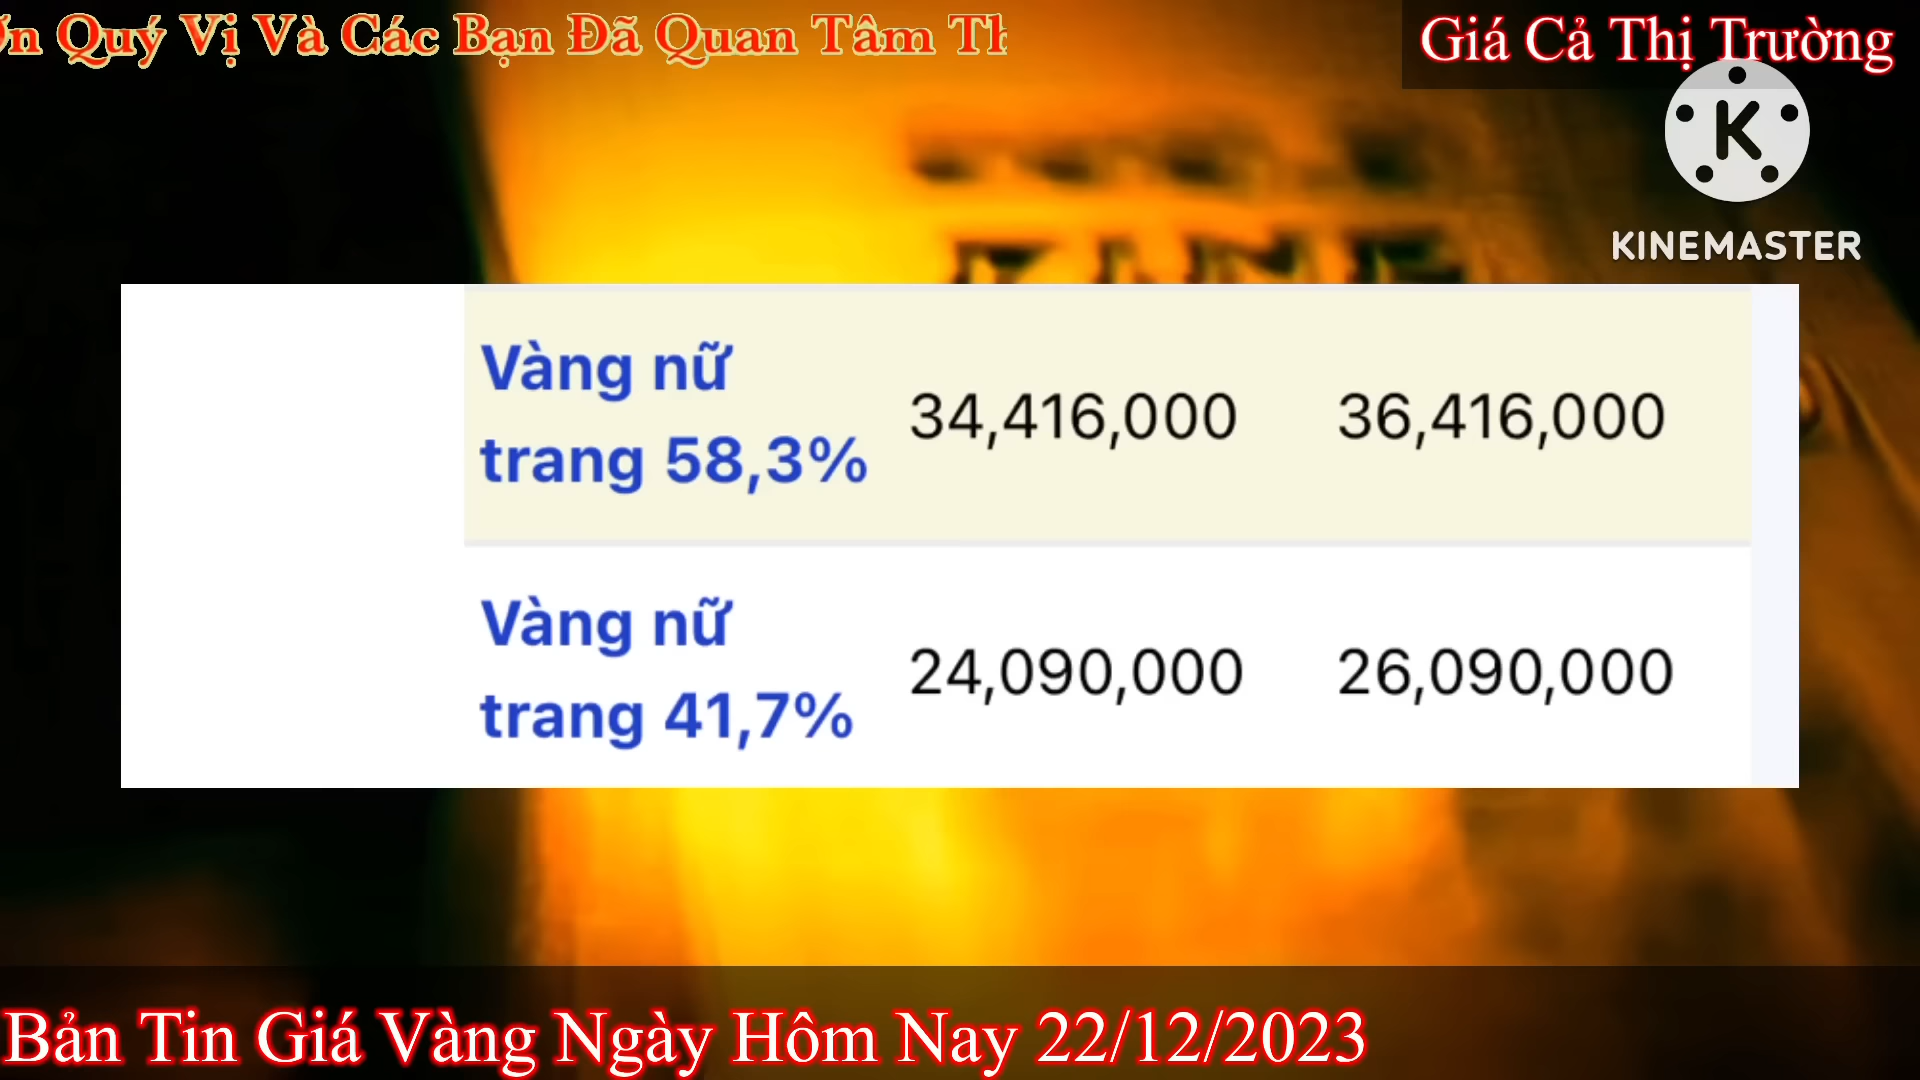 Quý Vị Và Các Bạn Đã Quan Tâm
Giá Cả Thị Trường
K
KINEMASTER
Vàng nữ
trang 58,3% 34,416,000 36,416,000
Vàng nữ
trang 41,7% 24,090,000 26,090,000
Bản Tin Giá Vàng Ngày Hôm Nay 22/12/2023